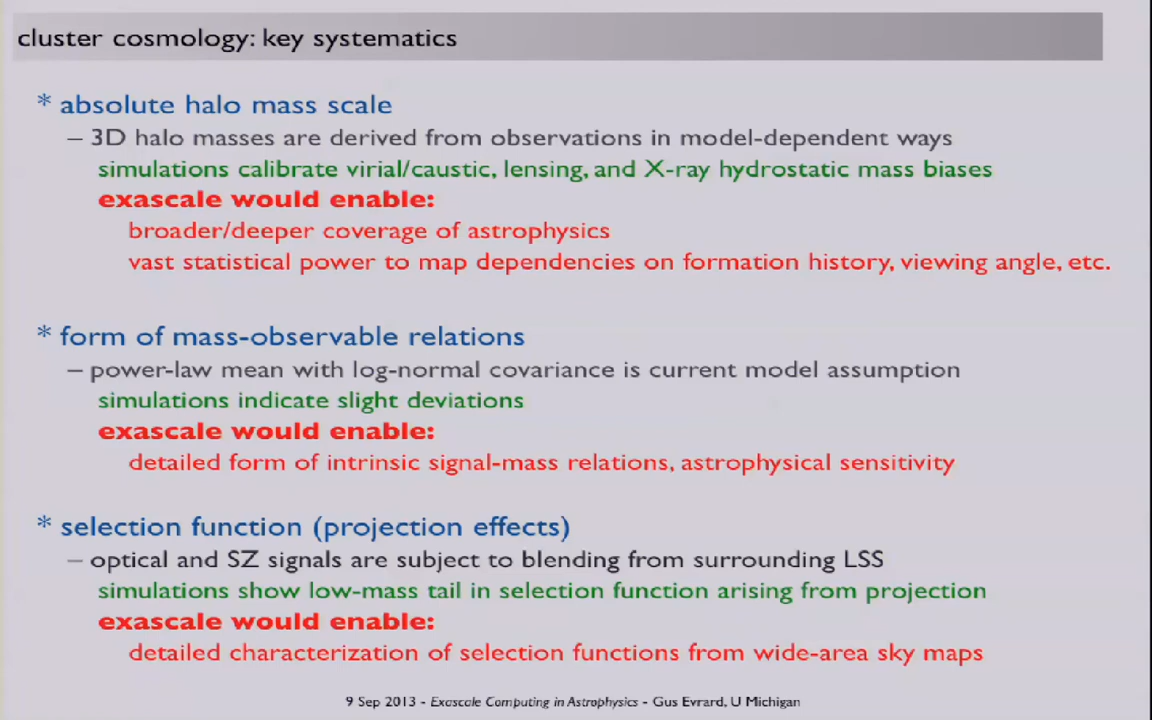 cluster cosmology: key systematics
* absolute halo mass scale
– 3D halo masses are derived from observations in model-dependent ways
simulations calibrate virial/caustic, lensing, and X-ray hydrostatic mass biases
exascale would enable:
broader/deeper coverage of astrophysics
vast statistical power to map dependencies on formation history, viewing angle, etc.
* form of mass-observable relations
– power-law mean with log-normal covariance is current model assumption
simulations indicate slight deviations
exascale would enable:
detailed form of intrinsic signal-mass relations, astrophysical sensitivity
* selection function (projection effects)
– optical and SZ signals are subject to blending from surrounding LSS
simulations show low-mass tail in selection function arising from projection
exascale would enable:
detailed characterization of selection functions from wide-area sky maps
9 Sep 2013 - Exascale Computing in Astrophysics - Gus Evrard, U Michigan